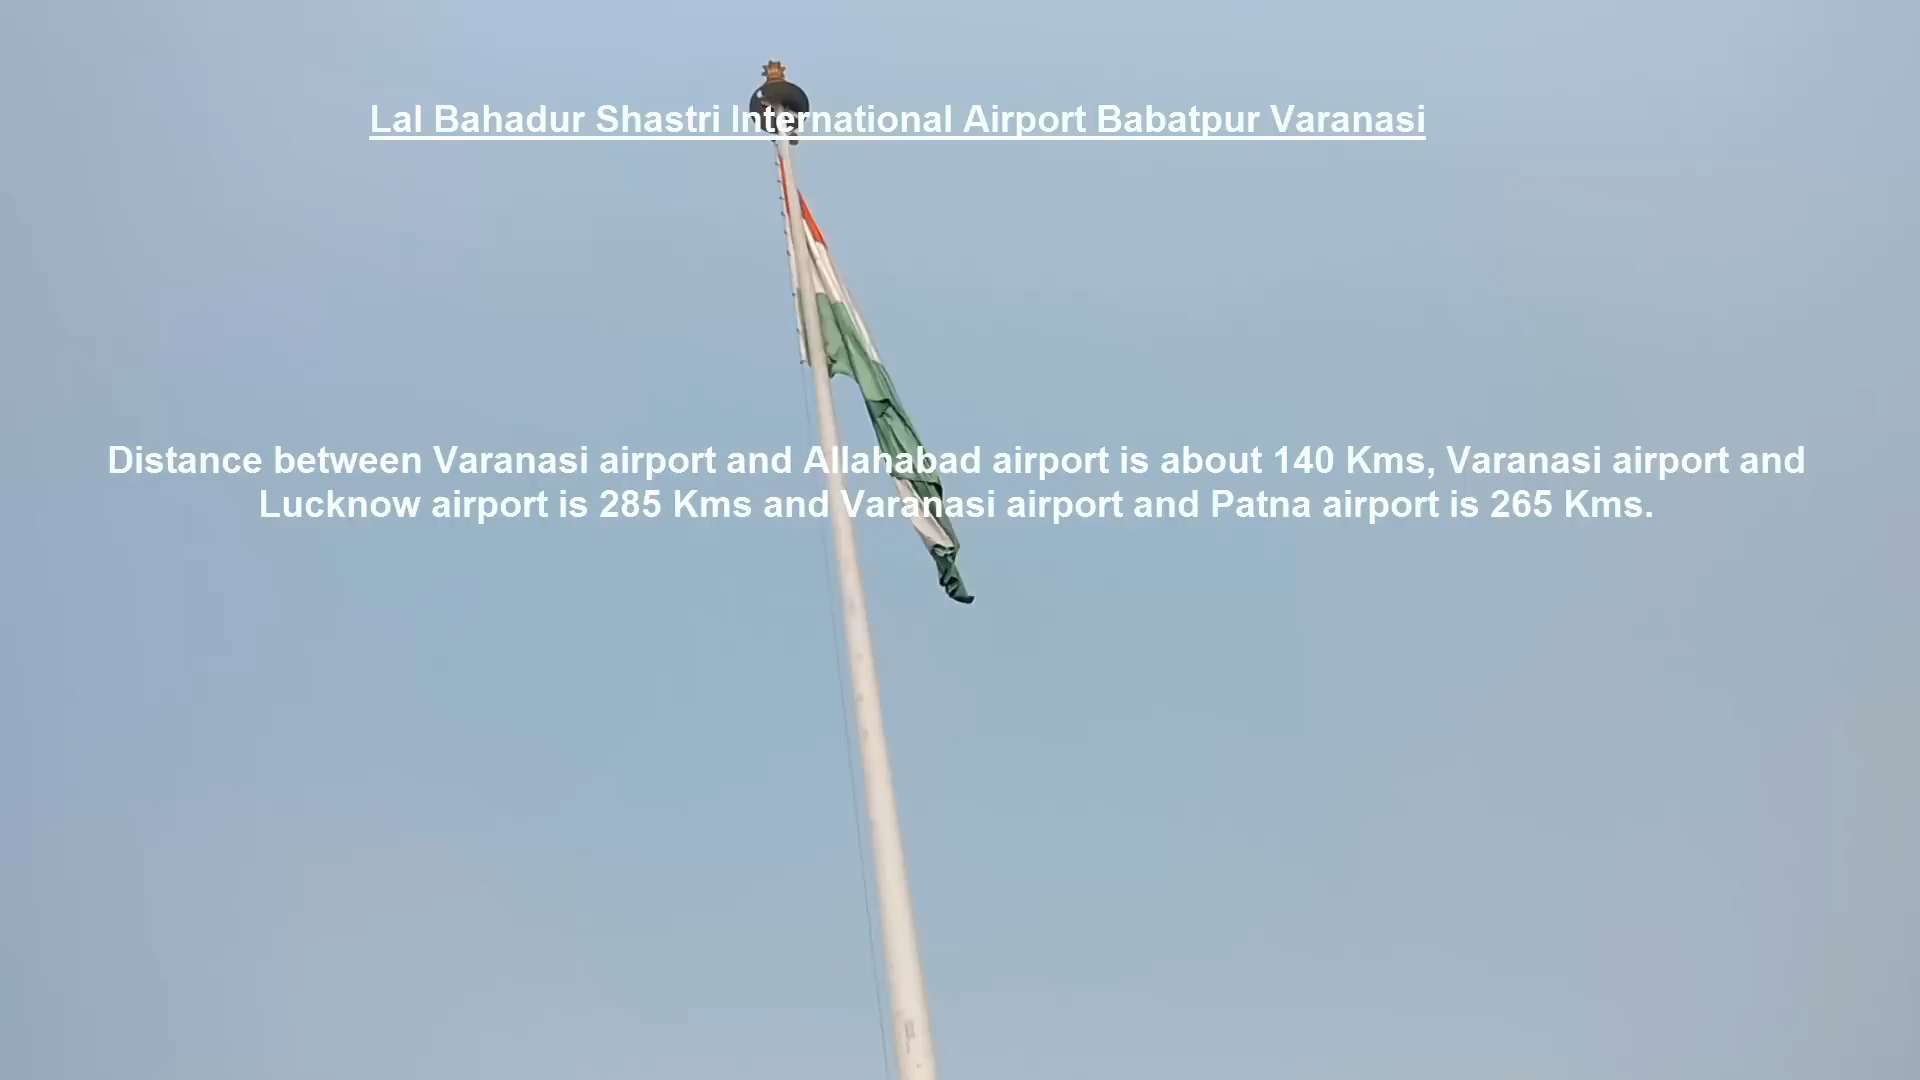 Lal Bahadur Shastri International Airport Babatpur Varanasi
Distance between Varanasi airport and Allahabad airport is about 140 Kms, Varanasi airport and
Lucknow airport is 285 Kms and Varanasi airport and Patna airport is 265 Kms.